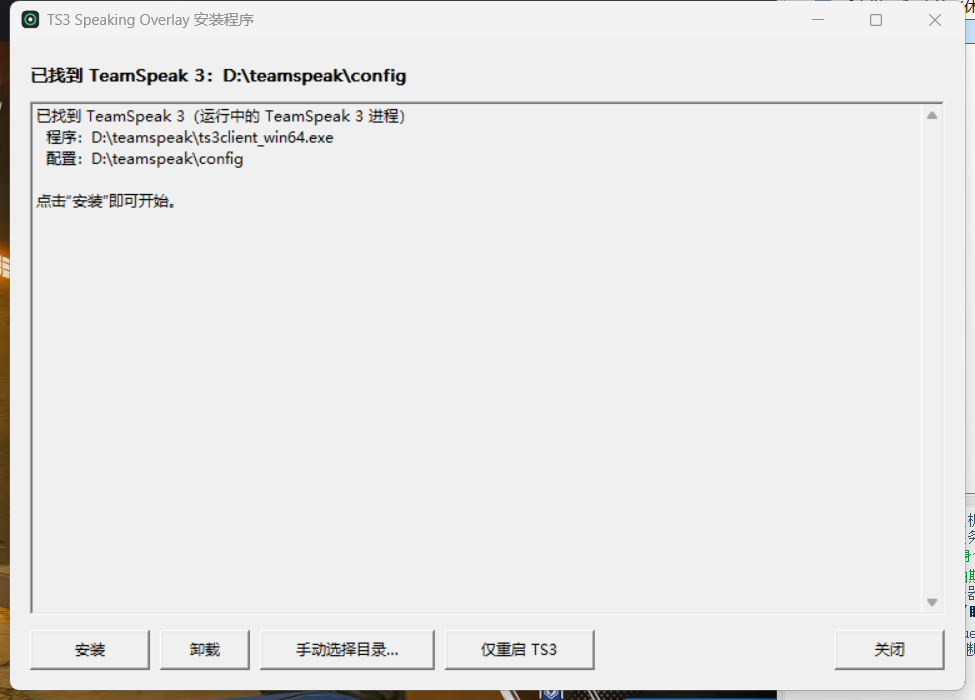 TS3 Speaking Overlay 安装程序
已找到 TeamSpeak 3：D:\teamspeak\config
已找到 TeamSpeak 3（运行中的 TeamSpeak 3 进程）
程序：D:\teamspeak\ts3client_win64.exe
配置：D:\teamspeak\config
点击“安装”即可开始。
安装
卸载
手动选择目录...
仅重启 TS3
关闭